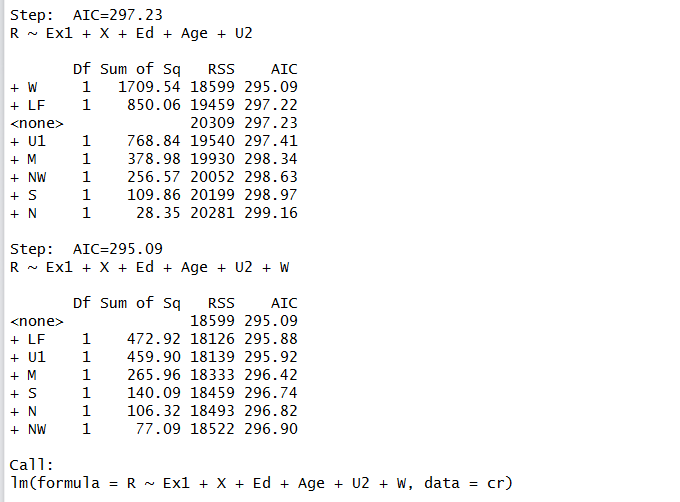 Step:  AIC=297.23
R ~ Ex1 + X + Ed + Age + U2
       Df Sum of Sq   RSS    AIC
+ W     1   1709.54 18599 295.09
+ LF    1    850.06 19459 297.22
<none>              20309 297.23
+ U1    1    768.84 19540 297.41
+ M     1    378.98 19930 298.34
+ NW    1    256.57 20052 298.63
+ S     1    109.86 20199 298.97
+ N     1     28.35 20281 299.16
Step:  AIC=295.09
R ~ Ex1 + X + Ed + Age + U2 + W
       Df Sum of Sq   RSS    AIC
<none>              18599 295.09
+ LF    1    472.92 18126 295.88
+ U1    1    459.90 18139 295.92
+ M     1    265.96 18333 296.42
+ S     1    140.09 18459 296.74
+ N     1    106.32 18493 296.82
+ NW    1     77.09 18522 296.90
Call:
lm(formula = R ~ Ex1 + X + Ed + Age + U2 + W, data = cr)